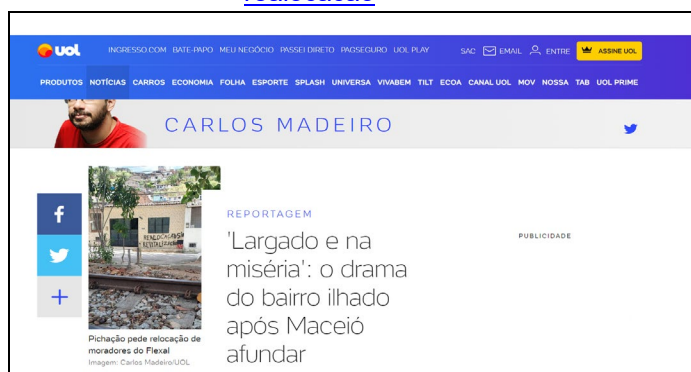 UOL INGRESSO.COM BATE-PAPO MEU NEGÓCIO PASSEI DIRETO PAGSEGURO UOL PLAY SAC EMAIL ENTRE ASSINE UOL
PRODUTOS NOTÍCIAS CARROS ECONOMIA FOLHA ESPORTE SPLASH UNIVERSA VIVABEM TILT ECOA CANAL UOL MOV NOSSA TAB UOL PRIME
CARLOS MADEIRO
REPORTAGEM
'Largado e na
miséria': o drama
do bairro ilhado
após Maceió
afundar
PUBLICIDADE
Pichação pede relocação de
moradores do Flexal
Imagem: Carlos Madeiro/UOL